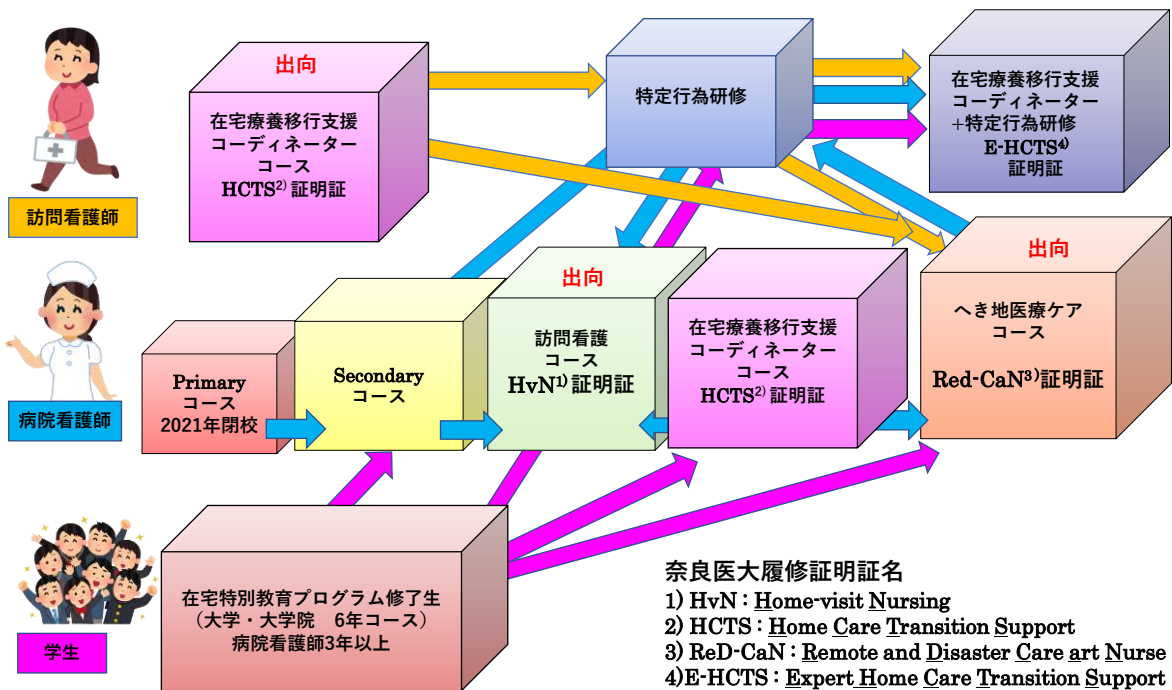 訪問看護師
出向
在宅療養移行支援
コーディネーター
コース
HCTS2)証明証
特定行為研修
在宅療養移行支援
コーディネーター
+特定行為研修
E-HCTS4)
証明証
病院看護師
Primary
コース
2021年閉校
Secondary
コース
出向
訪問看護
コース
HvN1)証明証
在宅療養移行支援
コーディネーター
コース
HCTS2)証明証
出向
へき地医療ケア
コース
Red-CaN3)証明証
学生
在宅特別教育プログラム修了生
（大学・大学院　6年コース）
病院看護師3年以上
奈良医大履修証明証名
1) HvN : Home-visit Nursing
2) HCTS : Home Care Transition Support
3) ReD-CaN : Remote and Disaster Care art Nurse
4)E-HCTS : Expert Home Care Transition Support